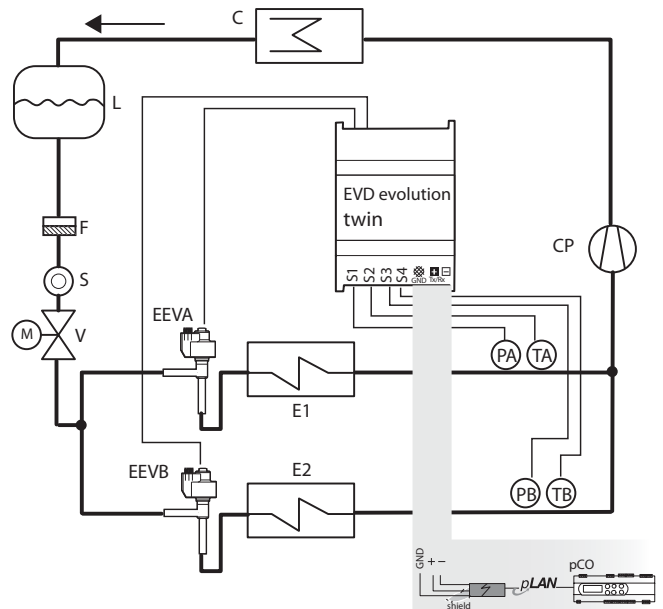 C
L
EVD evolution
twin
F
CP
S1
S2
S3
S4
GND
Tx/Rx
S
EEVA
M
V
PA
TA
E1
E2
EEVB
PB
TB
GND
+
−
pCO
pLAN
shield